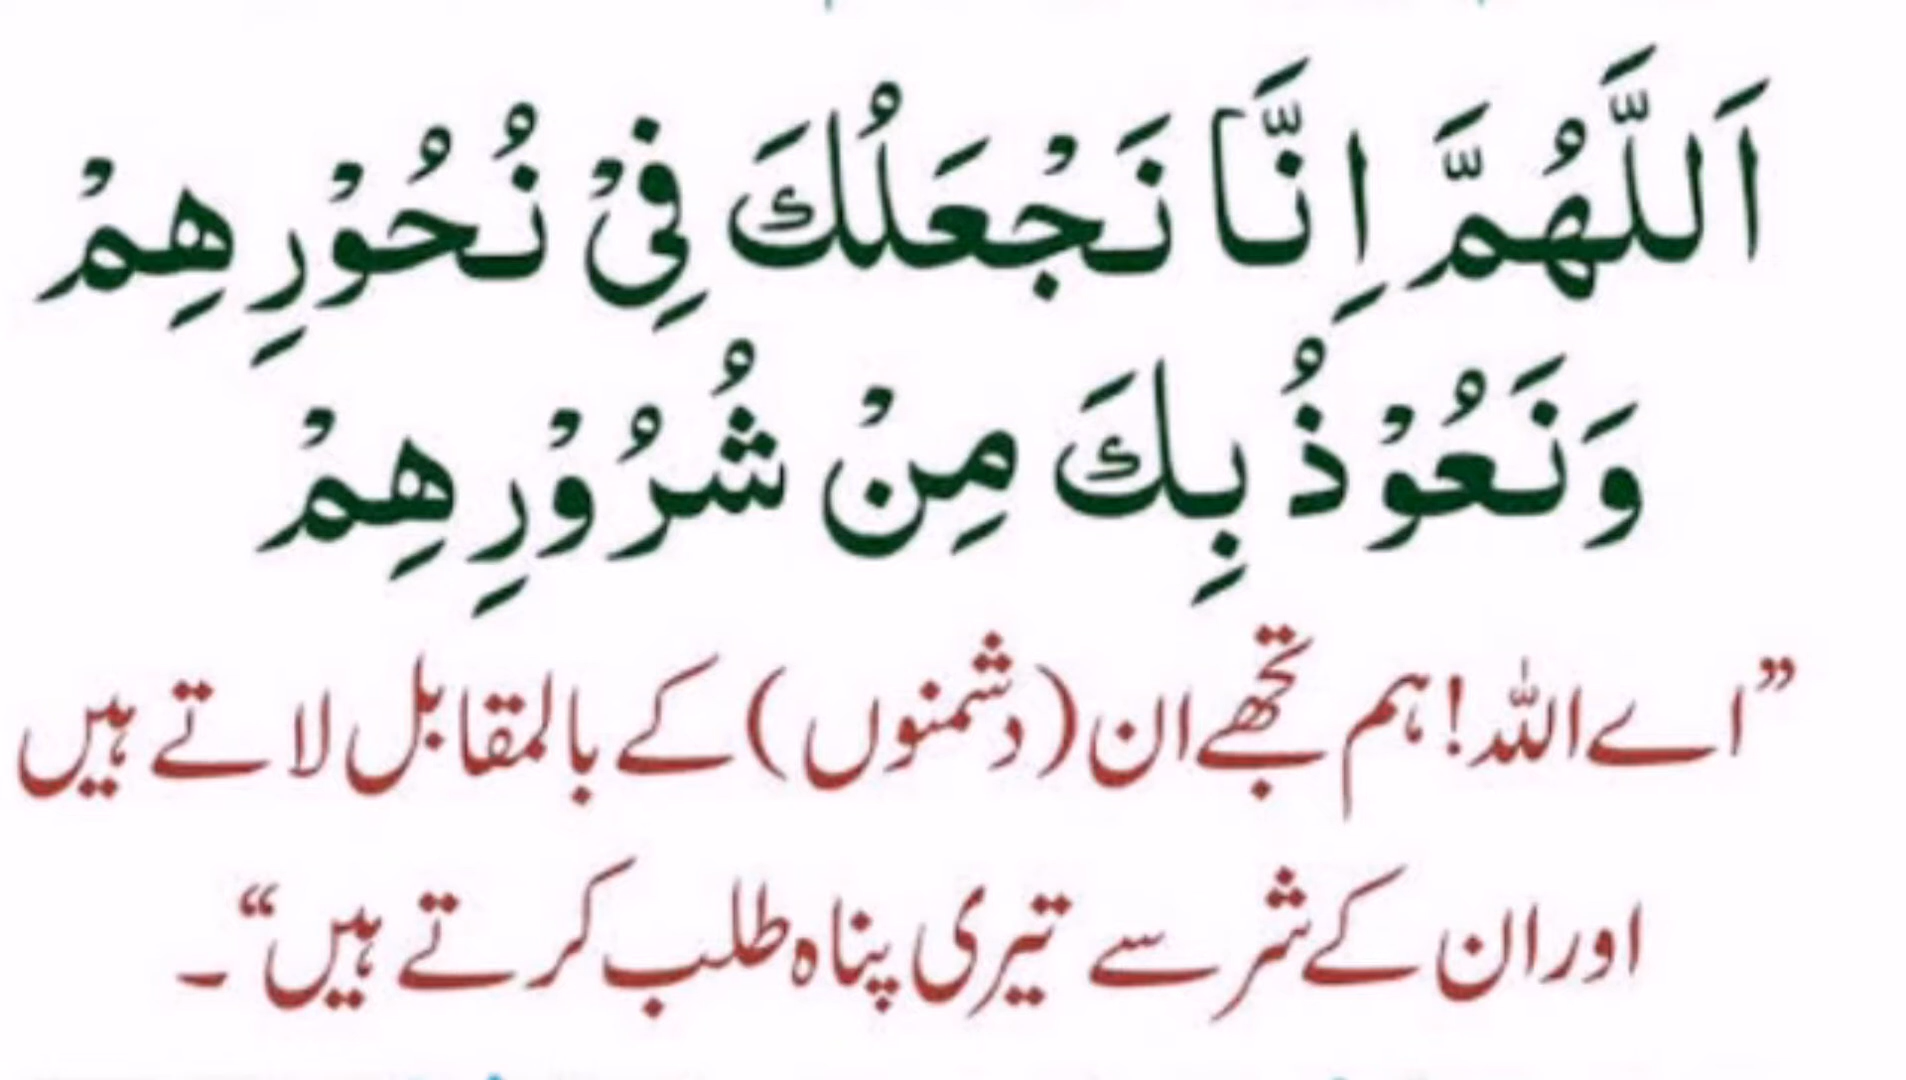 اَللّٰهُمَّ اِنَّا نَجْعَلُكَ فِیْ نُحُوْرِهِمْ
وَنَعُوْذُ بِكَ مِنْ شُرُوْرِهِمْ
”اے اللہ! ہم تجھے ان (دشمنوں) کے بالمقابل لاتے ہیں
اور ان کے شر سے تیری پناہ طلب کرتے ہیں“۔